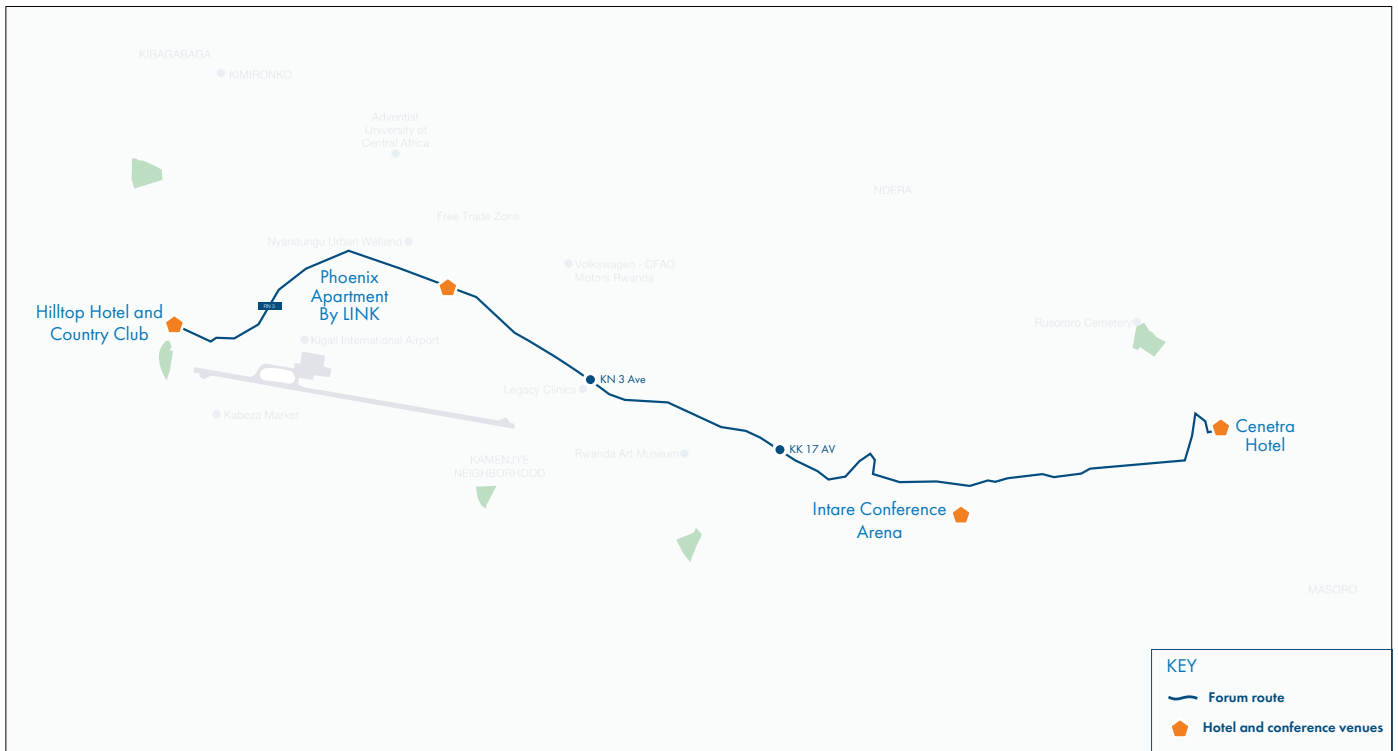 KIBAGABAGA
KIMIRONKO
Adventist
University of
Central Africa
NDERA
Free Trade Zone
Nyandungu Urban Wetland
Volkswagen - CFAO
Motors Rwanda
Phoenix
Apartment
By LINK
RN3
Hilltop Hotel and
Country Club
Kigali International Airport
Rusororo Cemetery
KN 3 Ave
Legacy Clinics
Kabeza Market
Cenetra
Hotel
KK 17 AV
Rwanda Art Museum
KAMENJYE
NEIGHBORHOOD
Intare Conference
Arena
MASORO
KEY
Forum route
Hotel and conference venues